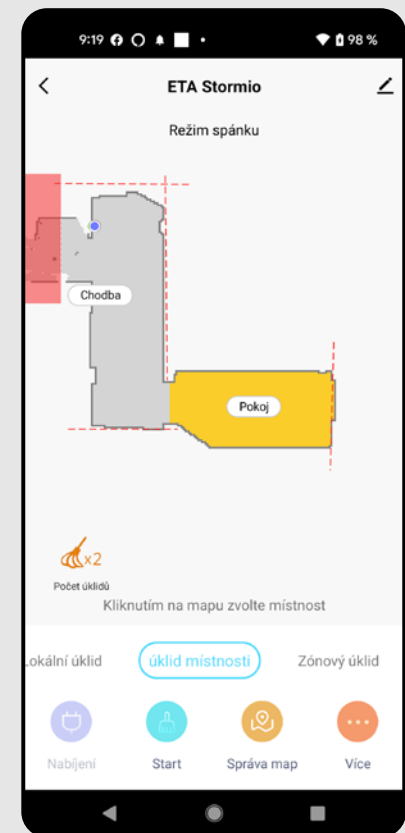 9:19
98 %
ETA Stormio
Režim spánku
Chodba
Pokoj
x2
Počet úklidů
Kliknutím na mapu zvolte místnost
okální úklid
úklid místnosti
Zónový úklid
Nabíjení
Start
Správa map
Více